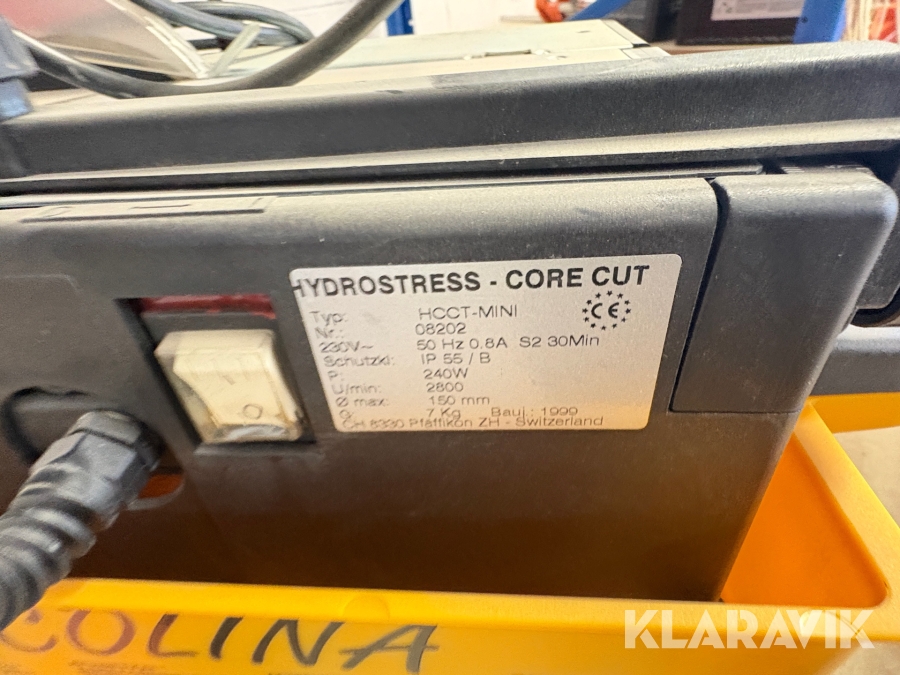 HYDROSTRESS - CORE CUT
Typ: HCCT-MINI
Nr.: 08202
230V~ 50 Hz 0.8A S2 30Min
Schutzkl: IP 55 / B
P: 240W
U/min: 2800
Ø max: 150 mm
G: 7 Kg Bauj.: 1999
CH 8330 Pfäffikon ZH - Switzerland
CE
COLINA
KLARAVIK